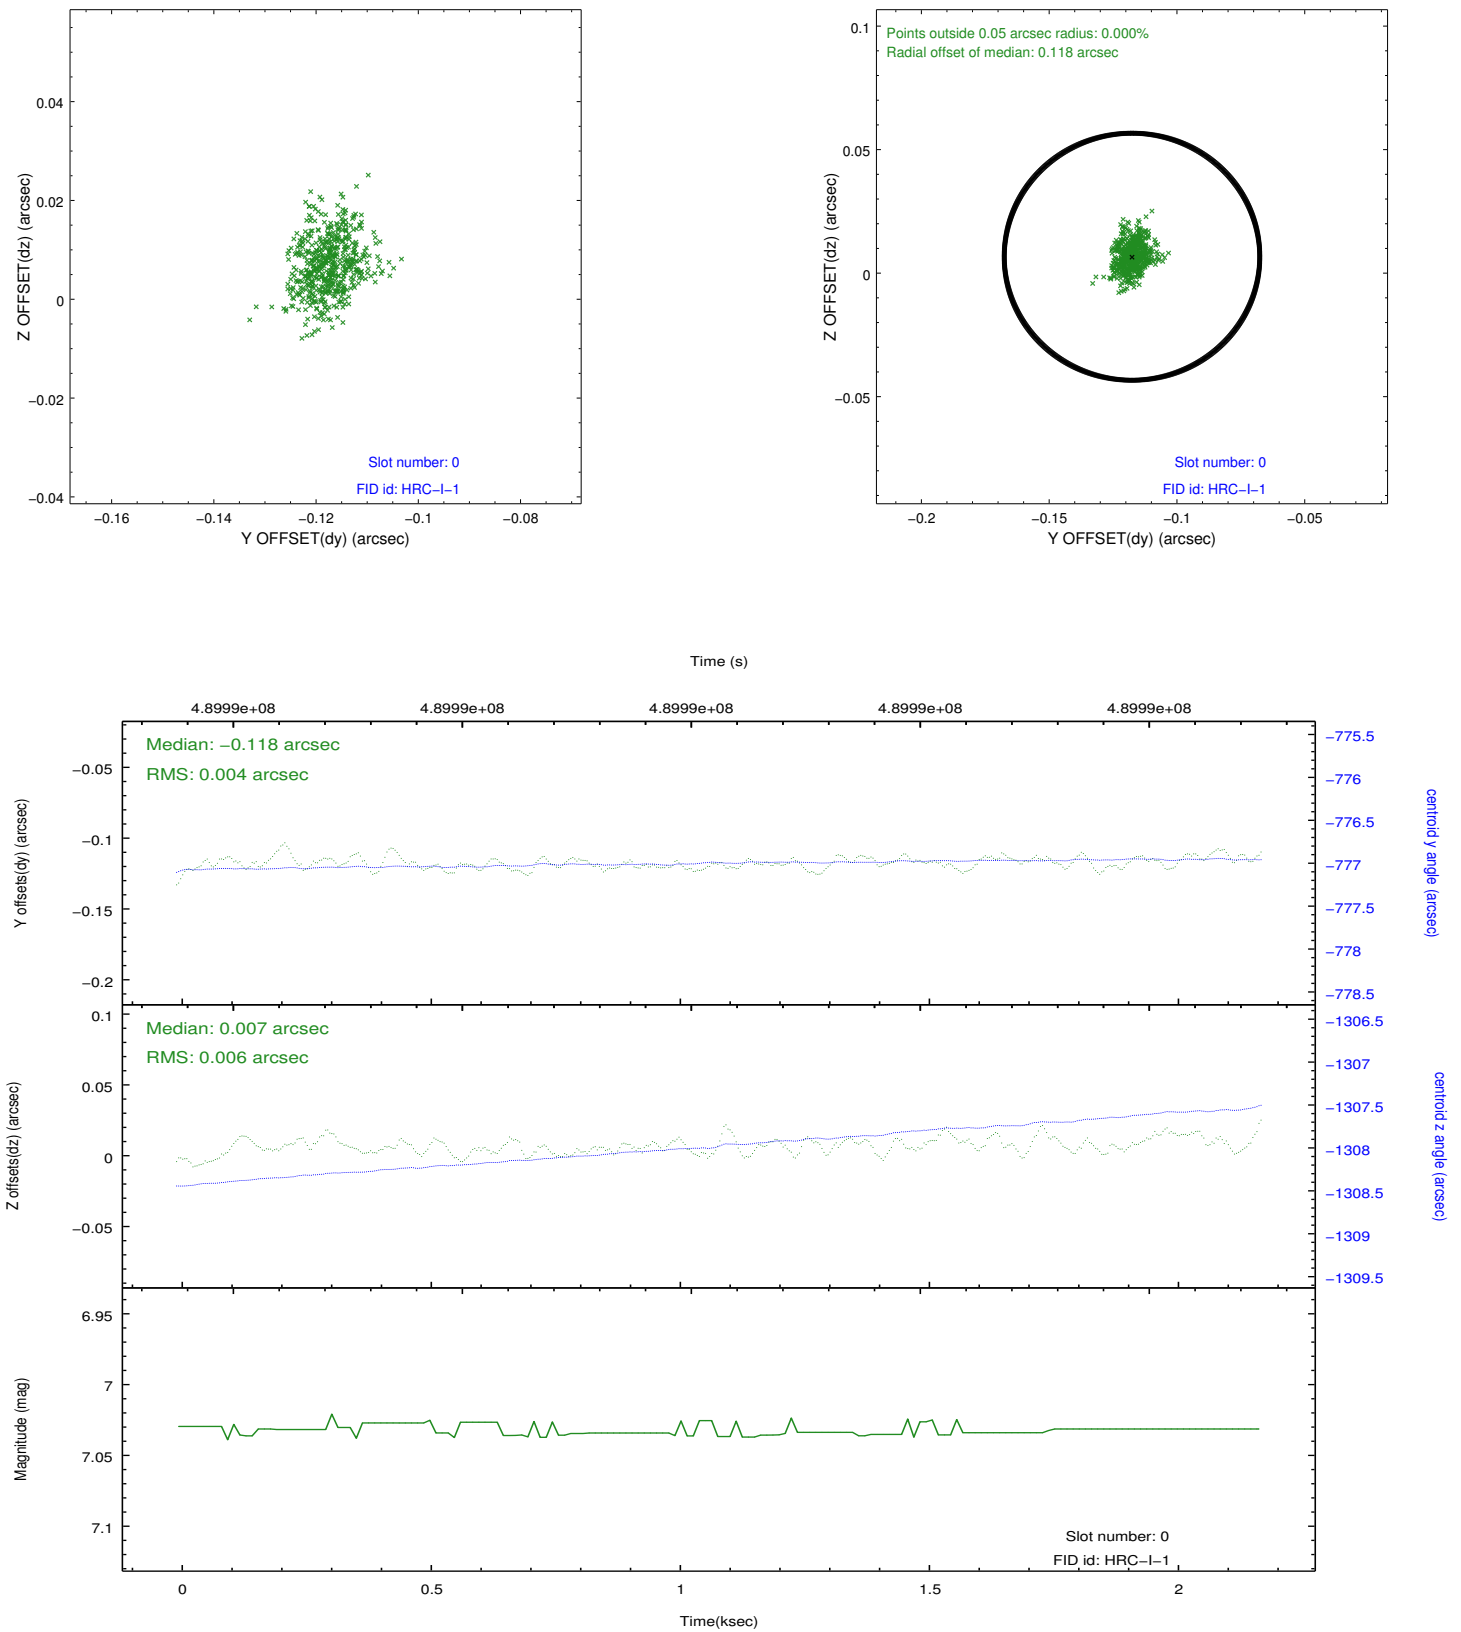 0.04
0.02
0
−0.02
−0.04
Z OFFSET(dz) (arcsec)
Slot number: 0
FID id: HRC−I−1
−0.16
−0.14
−0.12
−0.1
−0.08
Y OFFSET(dy) (arcsec)
Points outside 0.05 arcsec radius: 0.000%
Radial offset of median: 0.118 arcsec
0.1
0.05
0
−0.05
Z OFFSET(dz) (arcsec)
Slot number: 0
FID id: HRC−I−1
−0.2
−0.15
−0.1
−0.05
Y OFFSET(dy) (arcsec)
Time (s)
4.8999e+08
4.8999e+08
4.8999e+08
4.8999e+08
4.8999e+08
Median: −0.118 arcsec
RMS: 0.004 arcsec
−0.05
−0.1
−0.15
−0.2
Y offsets(dy) (arcsec)
−775.5
−776
−776.5
−777
−777.5
−778
−778.5
centroid y angle (arcsec)
Median: 0.007 arcsec
RMS: 0.006 arcsec
0.1
0.05
0
−0.05
Z offsets(dz) (arcsec)
−1306.5
−1307
−1307.5
−1308
−1308.5
−1309
−1309.5
centroid z angle (arcsec)
6.95
7
7.05
7.1
Magnitude (mag)
Slot number: 0
FID id: HRC−I−1
0
0.5
1
1.5
2
Time(ksec)